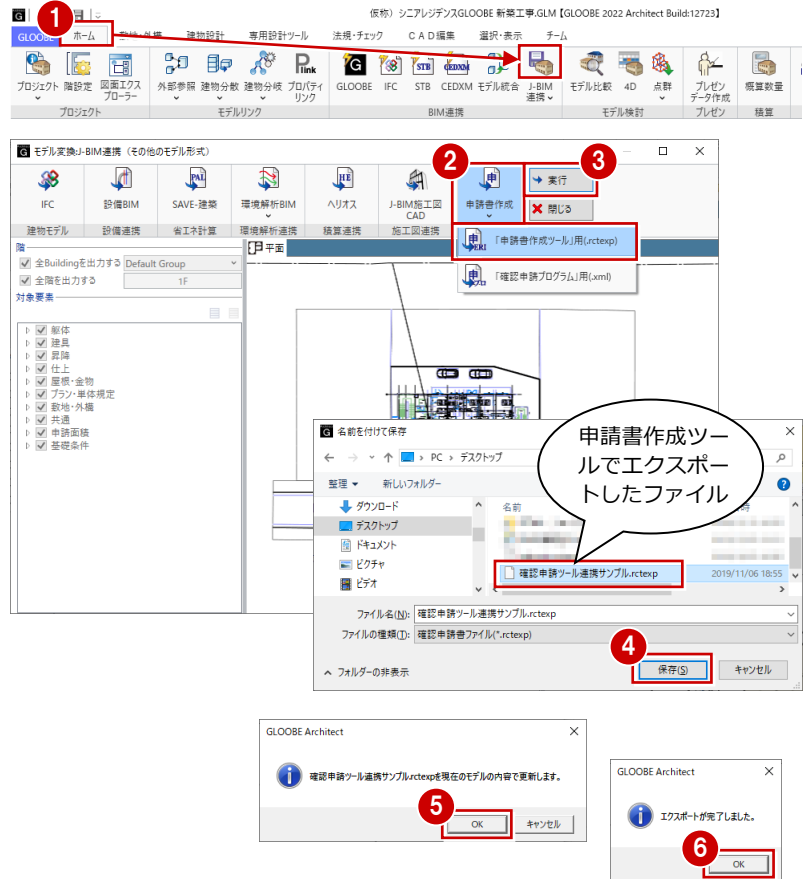 仮称）シニアレジデンスGLOOBE 新築工事.GLM【GLOOBE 2022 Architect Build:12723】
1
GLOOBE ホーム 敷地・外構 建物設計 専用設計ツール 法規・チェック CAD編集 選択・表示 チーム
プロジェクト 階設定 図面エクスプローラー 外部参照 建物分散 建物分岐 プロパティリンク GLOOBE IFC STB CEDXM モデル統合 J-BIM連携 モデル比較 4D 点群 プレゼンデータ作成 概算数量
プロジェクト モデルリンク BIM連携 モデル検討 プレゼン 積算
モデル変換:J-BIM連携（その他のモデル形式）
2
3
IFC 設備BIM SAVE-建築 環境解析BIM ヘリオス J-BIM施工図CAD 申請書作成
建物モデル 設備連携 省エネ計算 環境解析連携 積算連携 施工図連携
実行
閉じる
「申請書作成ツール」用(.rctexp)
「確認申請プログラム」用(.xml)
階
全Buildingを出力する Default Group
全階を出力する 1F
対象要素
躯体
建具
昇降
仕上
屋根・金物
プラン・単体規定
敷地・外構
共通
申請面積
基礎条件
平面
名前を付けて保存
PC デスクトップ
整理 新しいフォルダー
ダウンロード
デスクトップ
ドキュメント
ピクチャ
ビデオ
名前
確認申請ツール連携サンプル.rctexp 2019/11/06 18:55
申請書作成ツー
ルでエクスポー
トしたファイル
ファイル名(N): 確認申請ツール連携サンプル.rctexp
ファイルの種類(T): 確認申請書ファイル(*.rctexp)
4
フォルダーの非表示 保存(S) キャンセル
GLOOBE Architect
確認申請ツール連携サンプル.rctexpを現在のモデルの内容で更新します。
5
OK キャンセル
GLOOBE Architect
エクスポートが完了しました。
6
OK